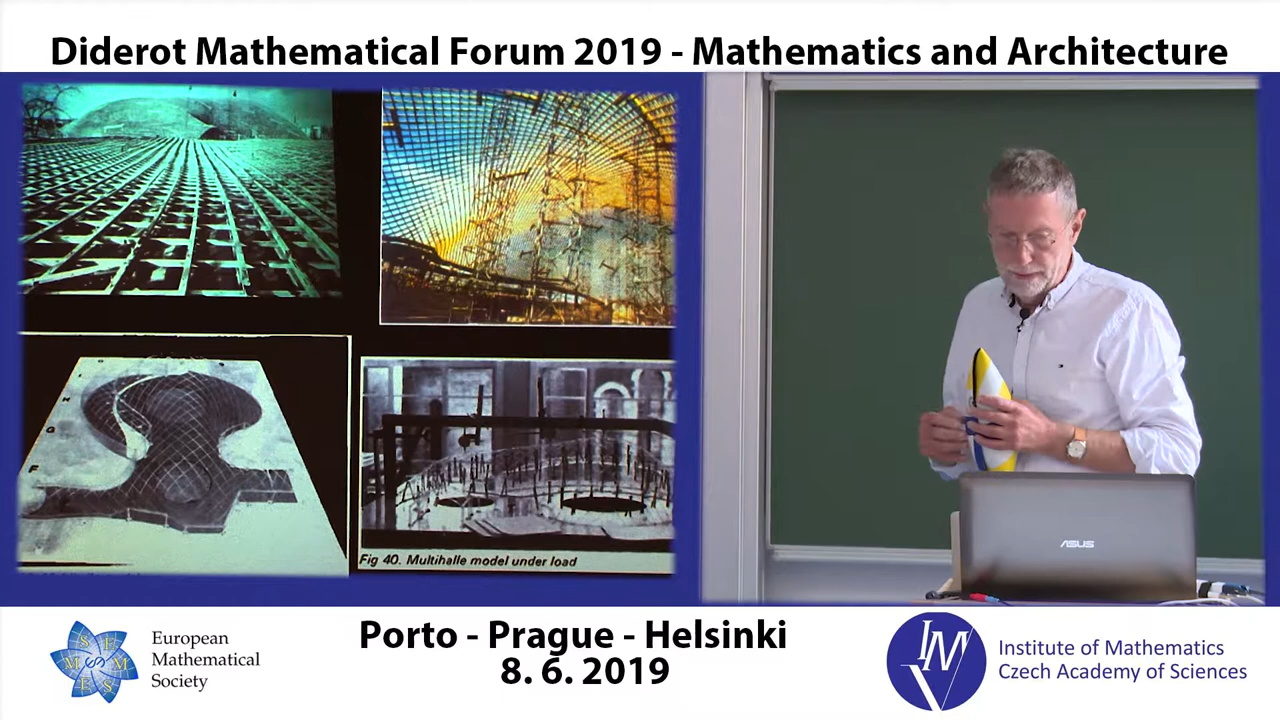 Diderot Mathematical Forum 2019 - Mathematics and Architecture
H
G
F
Fig 40. Multihalle model under load
ASUS
European
Mathematical
Society
Porto - Prague - Helsinki
8. 6. 2019
IM
Institute of Mathematics
Czech Academy of Sciences